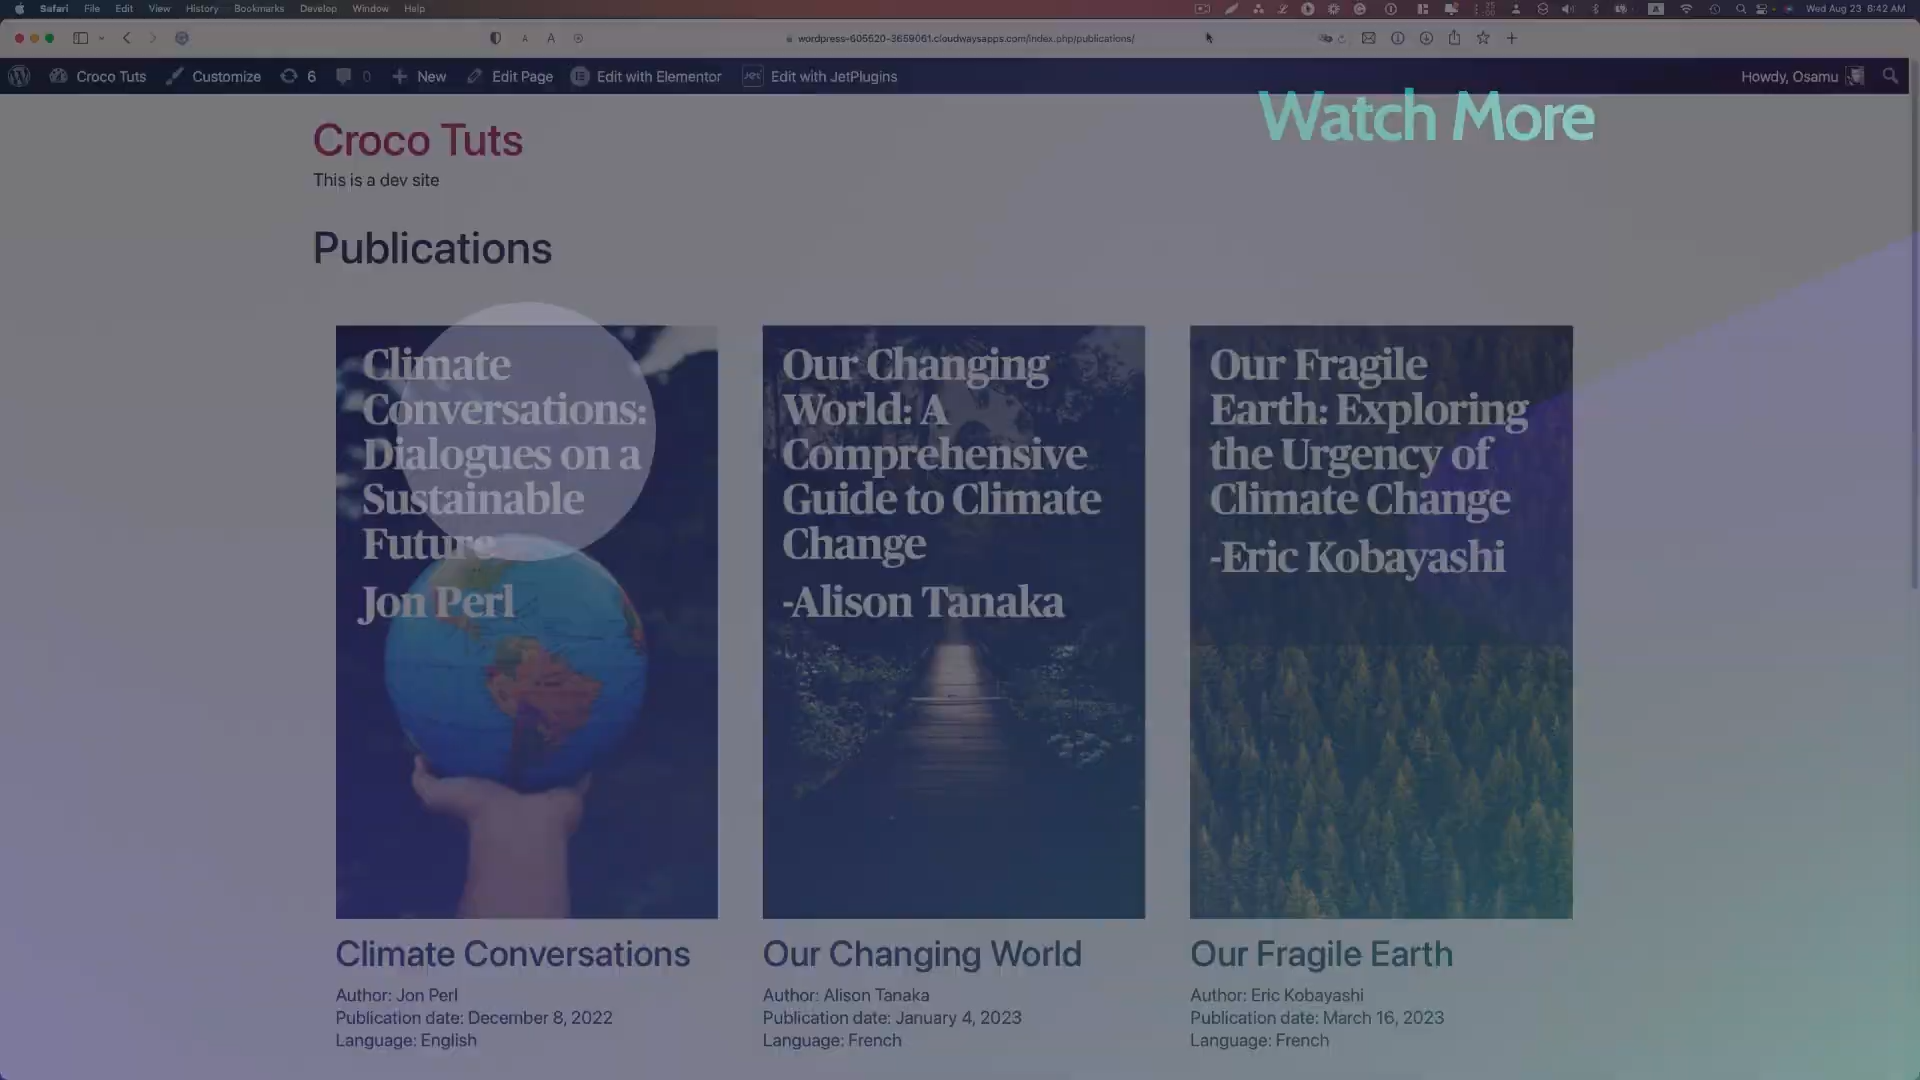 Safari File Edit View History Bookmarks Develop Window Help
Wed Aug 23 6:42 AM
A A wordpress-605520-3659061.cloudwaysapps.com/index.php/publications/
Croco Tuts Customize 6 0 New Edit Page Edit with Elementor Edit with JetPlugins Howdy, Osamu
Watch More
Croco Tuts
This is a dev site
Publications
Climate
Conversations:
Dialogues on a
Sustainable
Future
Jon Perl
Our Changing
World: A
Comprehensive
Guide to Climate
Change
-Alison Tanaka
Our Fragile
Earth: Exploring
the Urgency of
Climate Change
-Eric Kobayashi
Climate Conversations
Author: Jon Perl
Publication date: December 8, 2022
Language: English
Our Changing World
Author: Alison Tanaka
Publication date: January 4, 2023
Language: French
Our Fragile Earth
Author: Eric Kobayashi
Publication date: March 16, 2023
Language: French